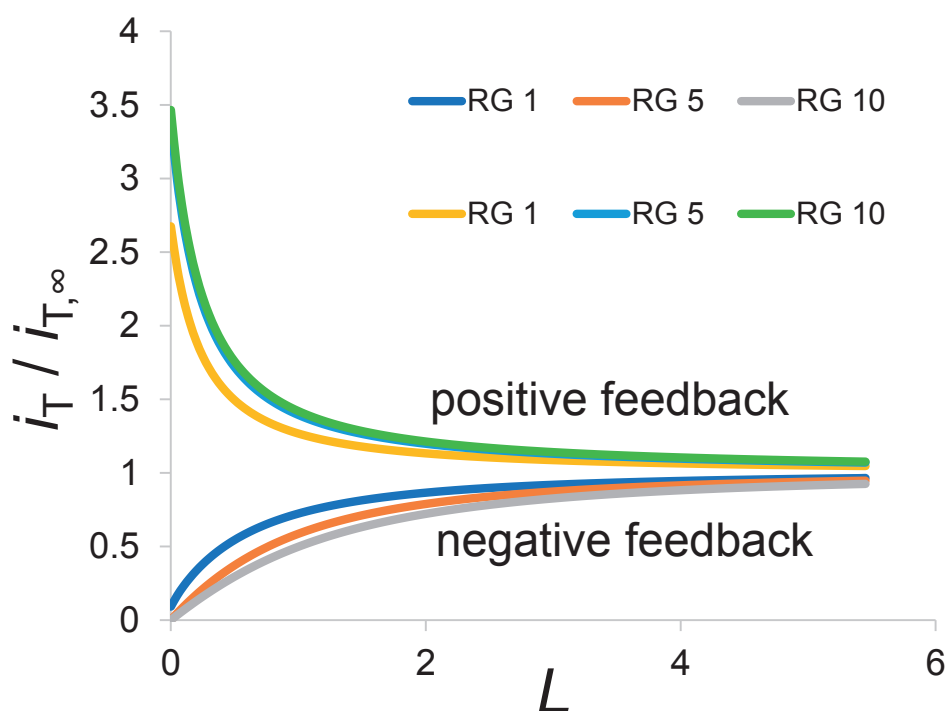 4
3.5
3
2.5
2
1.5
1
0.5
0
RG 1 RG 5 RG 10
RG 1 RG 5 RG 10
positive feedback
negative feedback
0 2 4 6
L
i_T / i_T,∞